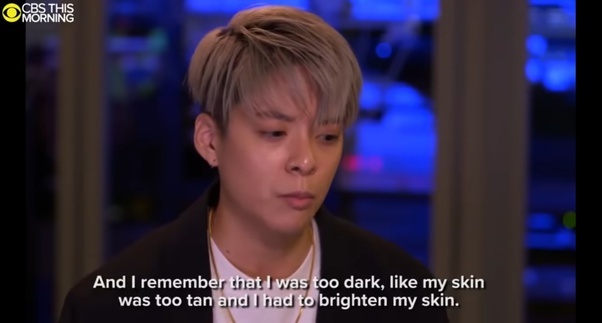 CBS THIS
MORNING
And I remember that I was too dark, like my skin
was too tan and I had to brighten my skin.